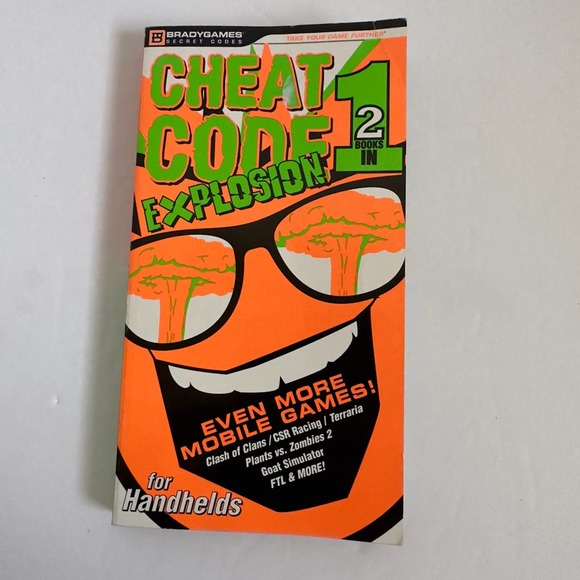 BRADYGAMES®
SECRET CODES
TAKE YOUR GAME FURTHER®
CHEAT
CODE
EXPLOSION
2
BOOKS
IN
1
EVEN MORE
MOBILE GAMES!
Clash of Clans / CSR Racing / Terraria
Plants vs. Zombies 2
Goat Simulator
FTL & MORE!
for
Handhelds